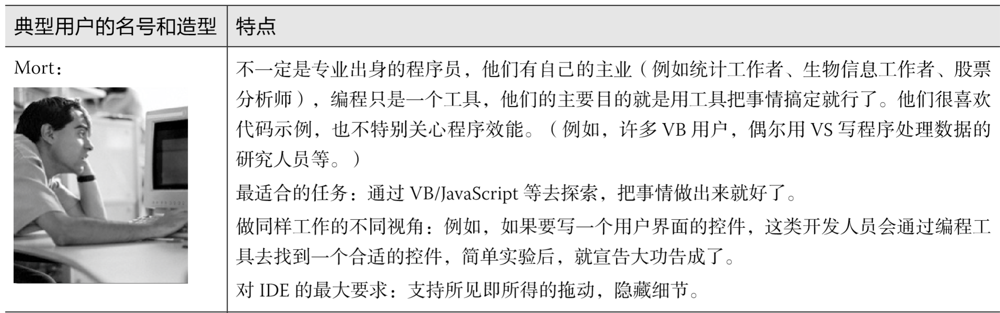 典型用户的名号和造型
特点
Mort：
不一定是专业出身的程序员，他们有自己的主业（例如统计工作者、生物信息工作者、股票
分析师），编程只是一个工具，他们的主要目的就是用工具把事情搞定就行了。他们很喜欢
代码示例，也不特别关心程序效能。（例如，许多 VB 用户，偶尔用 VS 写程序处理数据的
研究人员等。）
最适合的任务：通过 VB/JavaScript 等去探索，把事情做出来就好了。
做同样工作的不同视角：例如，如果要写一个用户界面的控件，这类开发人员会通过编程工
具去找到一个合适的控件，简单实验后，就宣告大功告成了。
对 IDE 的最大要求：支持所见即所得的拖动，隐藏细节。